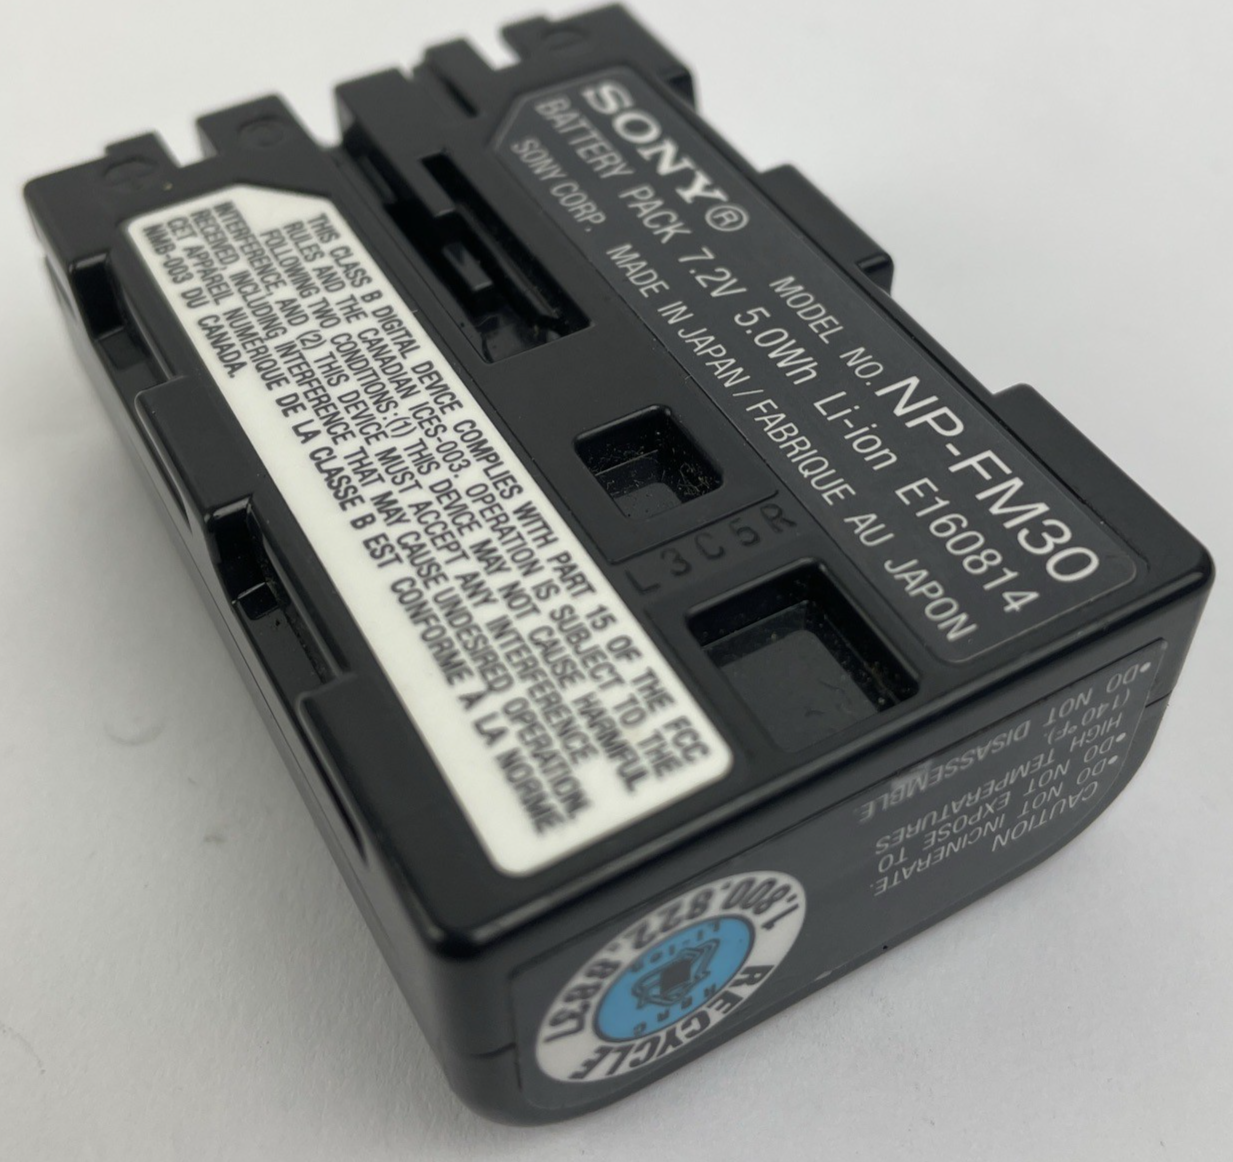 SONY®
BATTERY PACK 7.2V 5.0Wh Li-ion E160814
SONY CORP. MADE IN JAPAN / FABRIQUE AU JAPON
MODEL NO. NP-FM30
L3C5R
THIS CLASS B DIGITAL DEVICE COMPLIES WITH PART 15 OF THE FCC
RULES AND THE CANADIAN ICES-003. OPERATION IS SUBJECT TO THE
FOLLOWING TWO CONDITIONS:(1) THIS DEVICE MAY NOT CAUSE HARMFUL
INTERFERENCE, AND (2) THIS DEVICE MUST ACCEPT ANY INTERFERENCE
RECEIVED, INCLUDING INTERFERENCE THAT MAY CAUSE UNDESIRED OPERATION.
CET APPAREIL NUMÉRIQUE DE LA CLASSE B EST CONFORME À LA NORME
NMB-003 DU CANADA.
CAUTION
•DO NOT INCINERATE.
•DO NOT EXPOSE TO
HIGH TEMPERATURES
(140°F).
•DO NOT DISASSEMBLE.
RBRC
Li-ion
RECYCLE
1.800.822.8837